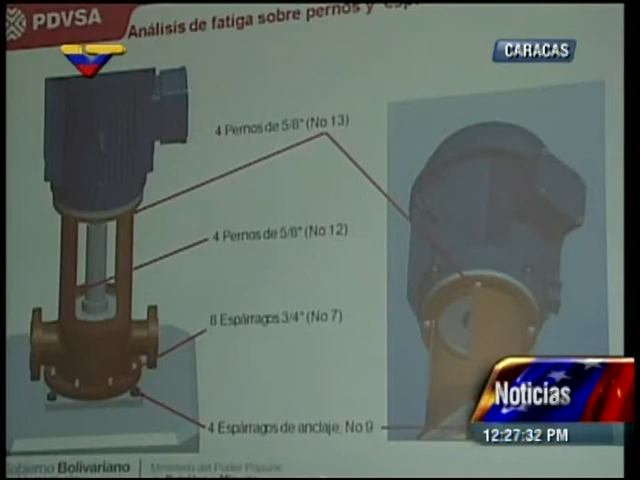 PDVSA
Análisis de fatiga sobre pernos y
CARACAS
4 Pernos de 5/8" (No 13)
4 Pernos de 5/8" (No 12)
8 Espárragos 3/4" (No 7)
4 Espárragos de anclaje, No 9
Noticias
12:27:32 PM
Gobierno Bolivariano
Ministerio del Poder Popular